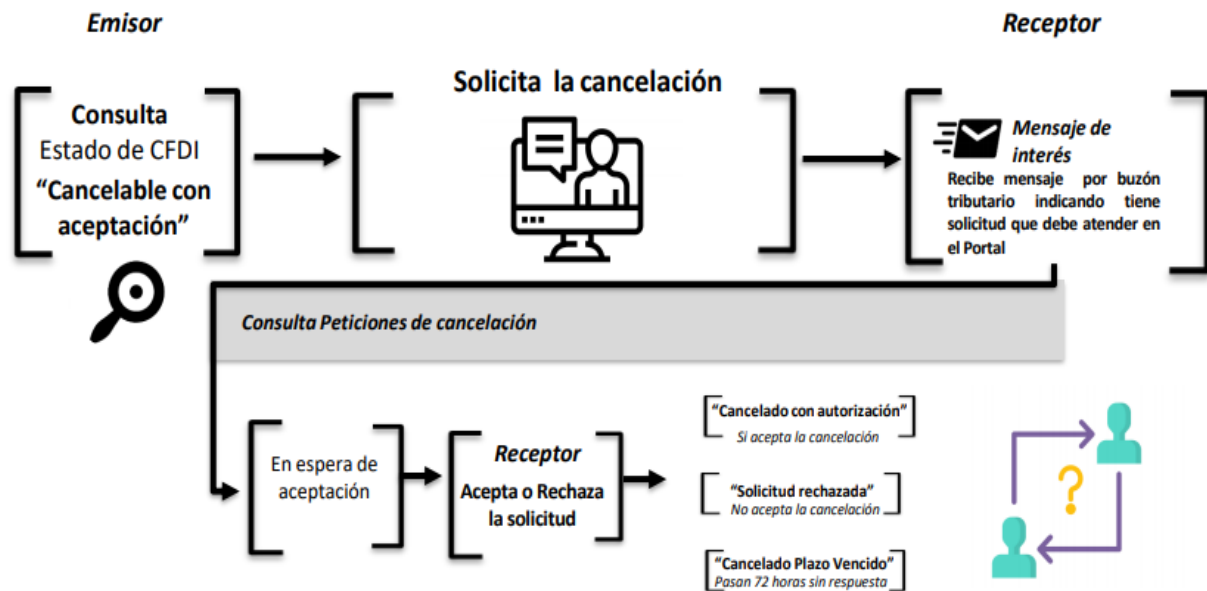 Emisor
Receptor
Consulta
Estado de CFDI
“Cancelable con
aceptación”
Solicita la cancelación
Mensaje de
interés
Recibe mensaje por buzón
tributario indicando tiene
solicitud que debe atender en
el Portal
Consulta Peticiones de cancelación
En espera de
aceptación
Receptor
Acepta o Rechaza
la solicitud
“Cancelado con autorización”
Si acepta la cancelación
“Solicitud rechazada”
No acepta la cancelación
“Cancelado Plazo Vencido”
Pasan 72 horas sin respuesta
?